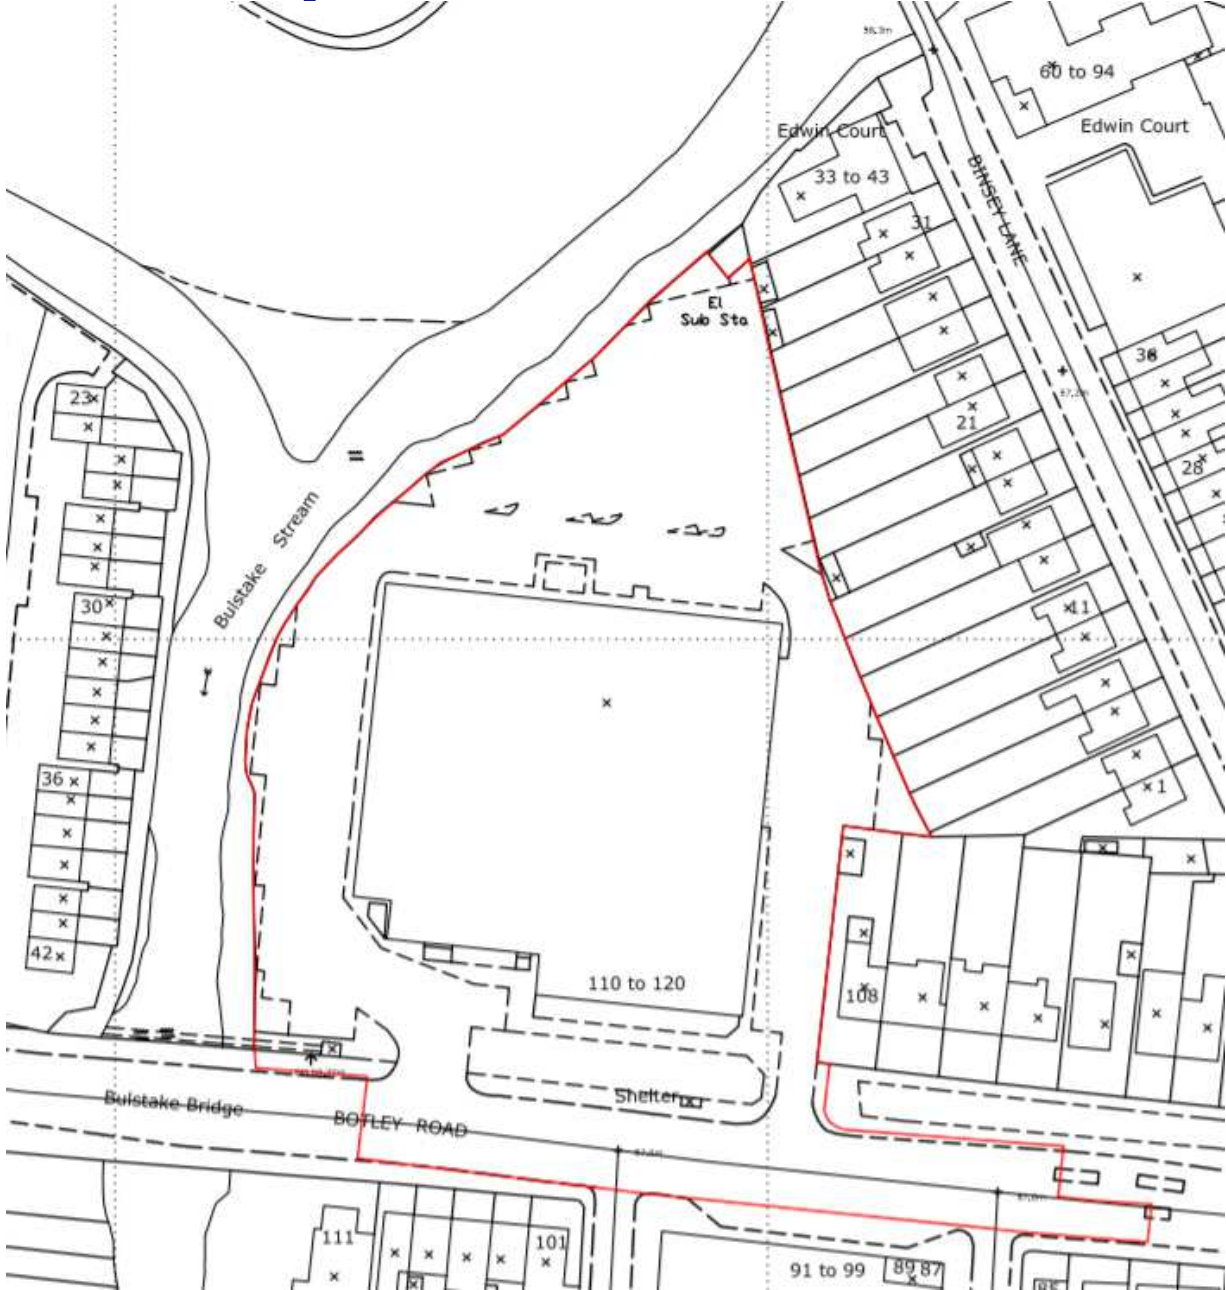 60 to 94
Edwin Court
Edwin Court
33 to 43
BINSEY LANE
31
El
Sub Sta
38
23
21
28
Bulstake Stream
30
11
36
1
42
110 to 120
108
Shelter
Bulstake Bridge
BOTLEY ROAD
111
101
91 to 99
89 87
85